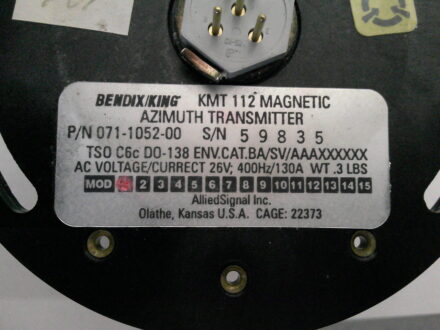 BENDIX/KING KMT 112 MAGNETIC
AZIMUTH TRANSMITTER
P/N 071-1052-00 S/N 59835
TSO C6c DO-138 ENV.CAT.BA/SV/AAAXXXXXX
AC VOLTAGE/CURRECT 26V; 400Hz/130A WT .3 LBS
MOD 2 3 4 5 6 7 8 9 10 11 12 13 14 15
AlliedSignal Inc.
Olathe, Kansas U.S.A. CAGE: 22373